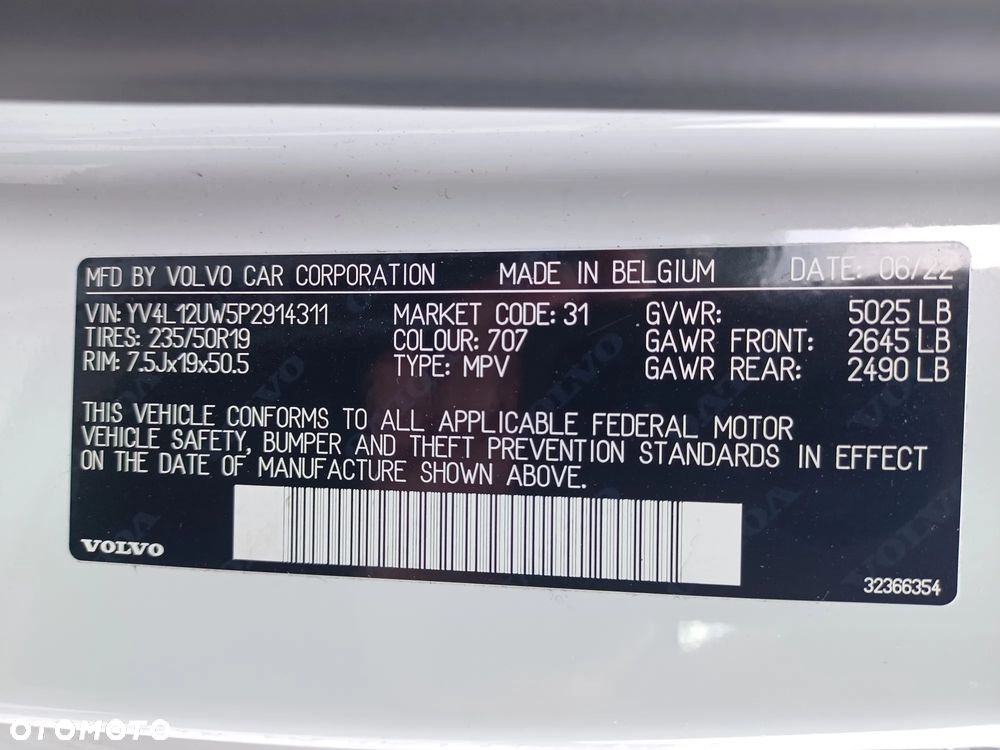 MFD BY VOLVO CAR CORPORATION MADE IN BELGIUM DATE: 06/22
VIN: YV4L12UW5P2914311 MARKET CODE: 31 GVWR: 5025 LB
TIRES: 235/50R19 COLOUR: 707 GAWR FRONT: 2645 LB
RIM: 7.5Jx19x50.5 TYPE: MPV GAWR REAR: 2490 LB
THIS VEHICLE CONFORMS TO ALL APPLICABLE FEDERAL MOTOR
VEHICLE SAFETY, BUMPER AND THEFT PREVENTION STANDARDS IN EFFECT
ON THE DATE OF MANUFACTURE SHOWN ABOVE.
VOLVO
32366354
OTOMOTO